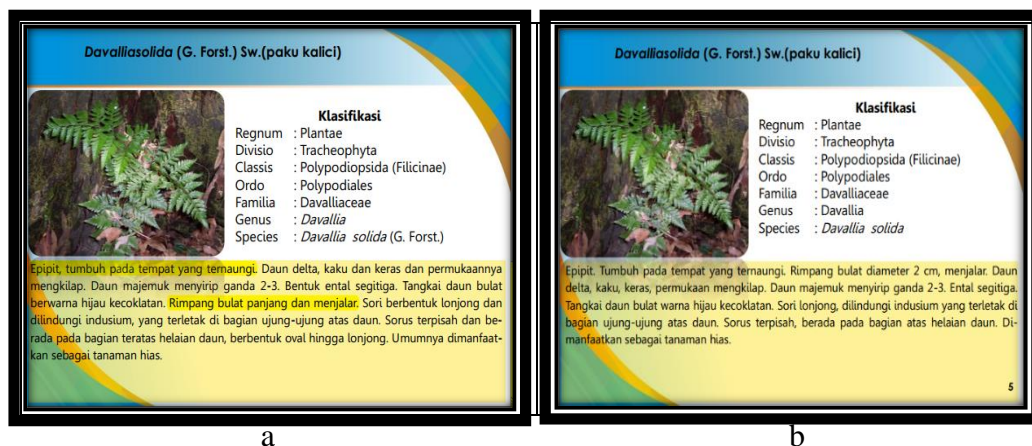 Davalliasolida (G. Forst.) Sw.(paku kalici)
Klasifikasi
Regnum : Plantae
Divisio : Tracheophyta
Classis : Polypodiopsida (Filicinae)
Ordo : Polypodiales
Familia : Davalliaceae
Genus : Davallia
Species : Davallia solida (G. Forst.)
Epipit, tumbuh pada tempat yang ternaungi. Daun delta, kaku dan keras dan permukaannya
mengkilap. Daun majemuk menyirip ganda 2-3. Bentuk ental segitiga. Tangkai daun bulat
berwarna hijau kecoklatan. Rimpang bulat panjang dan menjalar. Sori berbentuk lonjong dan
dilindungi indusium, yang terletak di bagian ujung-ujung atas daun. Sorus terpisah dan be-
rada pada bagian teratas helaian daun, berbentuk oval hingga lonjong. Umumnya dimanfaat-
kan sebagai tanaman hias.
a
Davalliasolida (G. Forst.) Sw.(paku kalici)
Klasifikasi
Regnum : Plantae
Divisio : Tracheophyta
Classis : Polypodiopsida (Filicinae)
Ordo : Polypodiales
Familia : Davalliaceae
Genus : Davallia
Species : Davallia solida
Epipit. Tumbuh pada tempat yang ternaungi. Rimpang bulat diameter 2 cm, menjalar. Daun
delta, kaku, keras, permukaan mengkilap. Daun majemuk menyirip ganda 2-3. Ental segitiga.
Tangkai daun bulat warna hijau kecoklatan. Sori lonjong, dilindungi indusium yang terletak di
bagian ujung-ujung atas daun. Sorus terpisah, berada pada bagian atas helaian daun. Di-
manfaatkan sebagai tanaman hias.
5
b